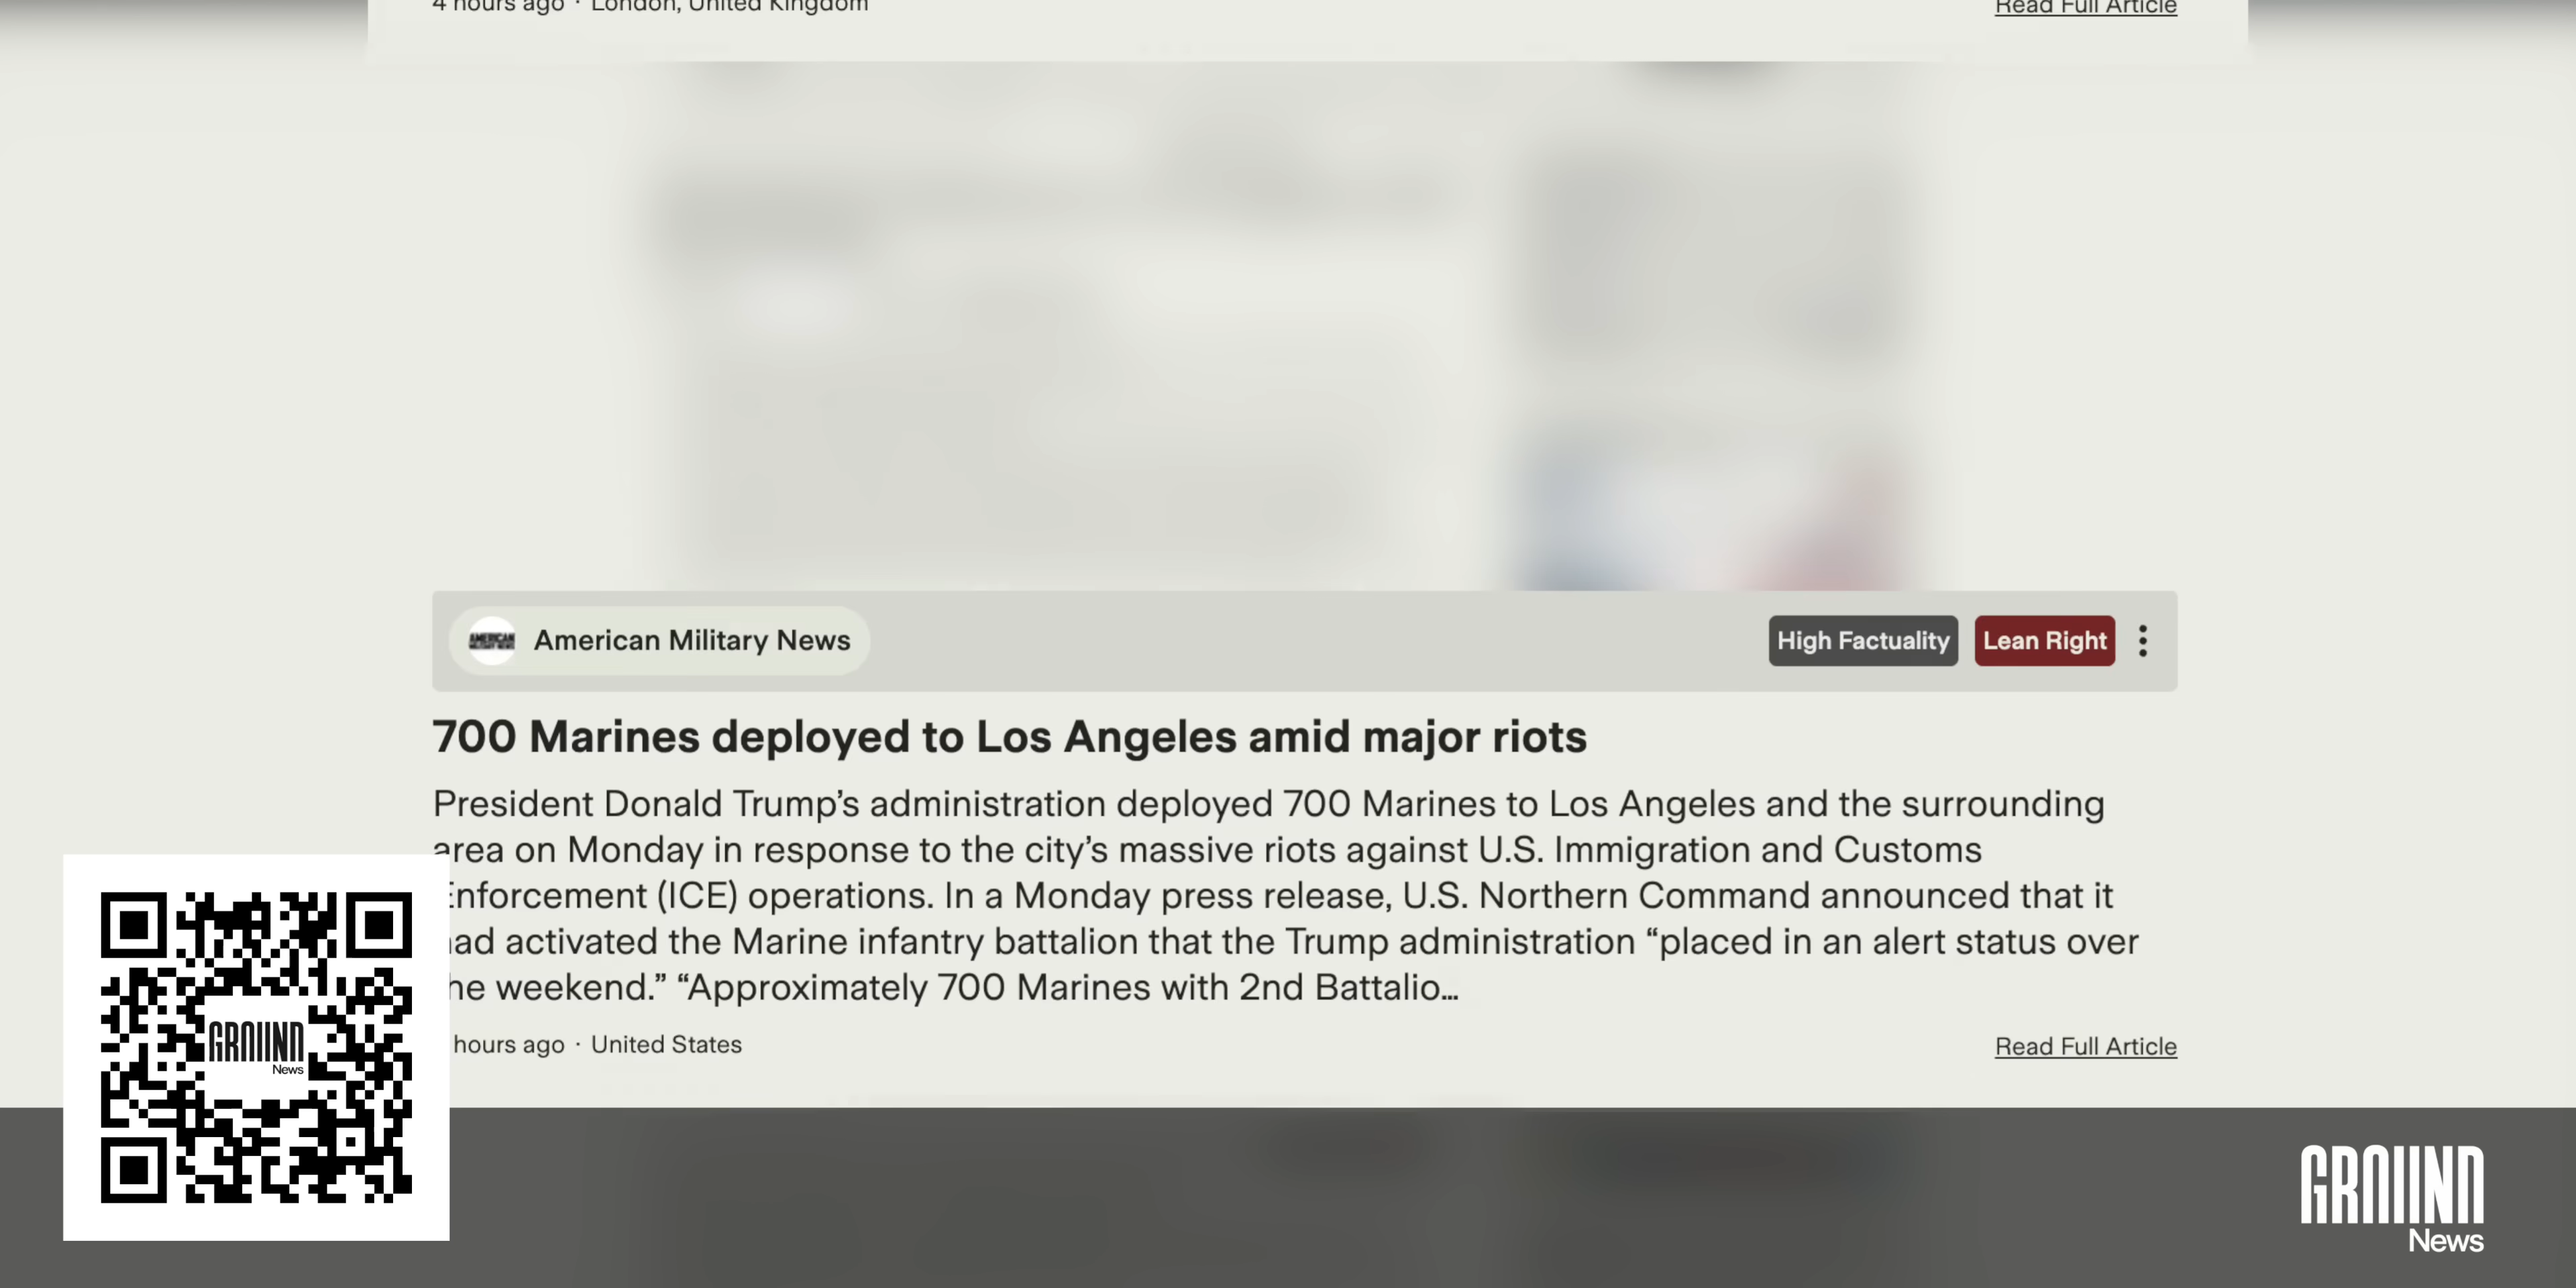 4 hours ago · London, United Kingdom
Read Full Article
American Military News
High Factuality
Lean Right
700 Marines deployed to Los Angeles amid major riots
President Donald Trump’s administration deployed 700 Marines to Los Angeles and the surrounding
area on Monday in response to the city’s massive riots against U.S. Immigration and Customs
Enforcement (ICE) operations. In a Monday press release, U.S. Northern Command announced that it
had activated the Marine infantry battalion that the Trump administration “placed in an alert status over
the weekend.” “Approximately 700 Marines with 2nd Battalio...
hours ago · United States
Read Full Article
GROUND
News
GROUND
News